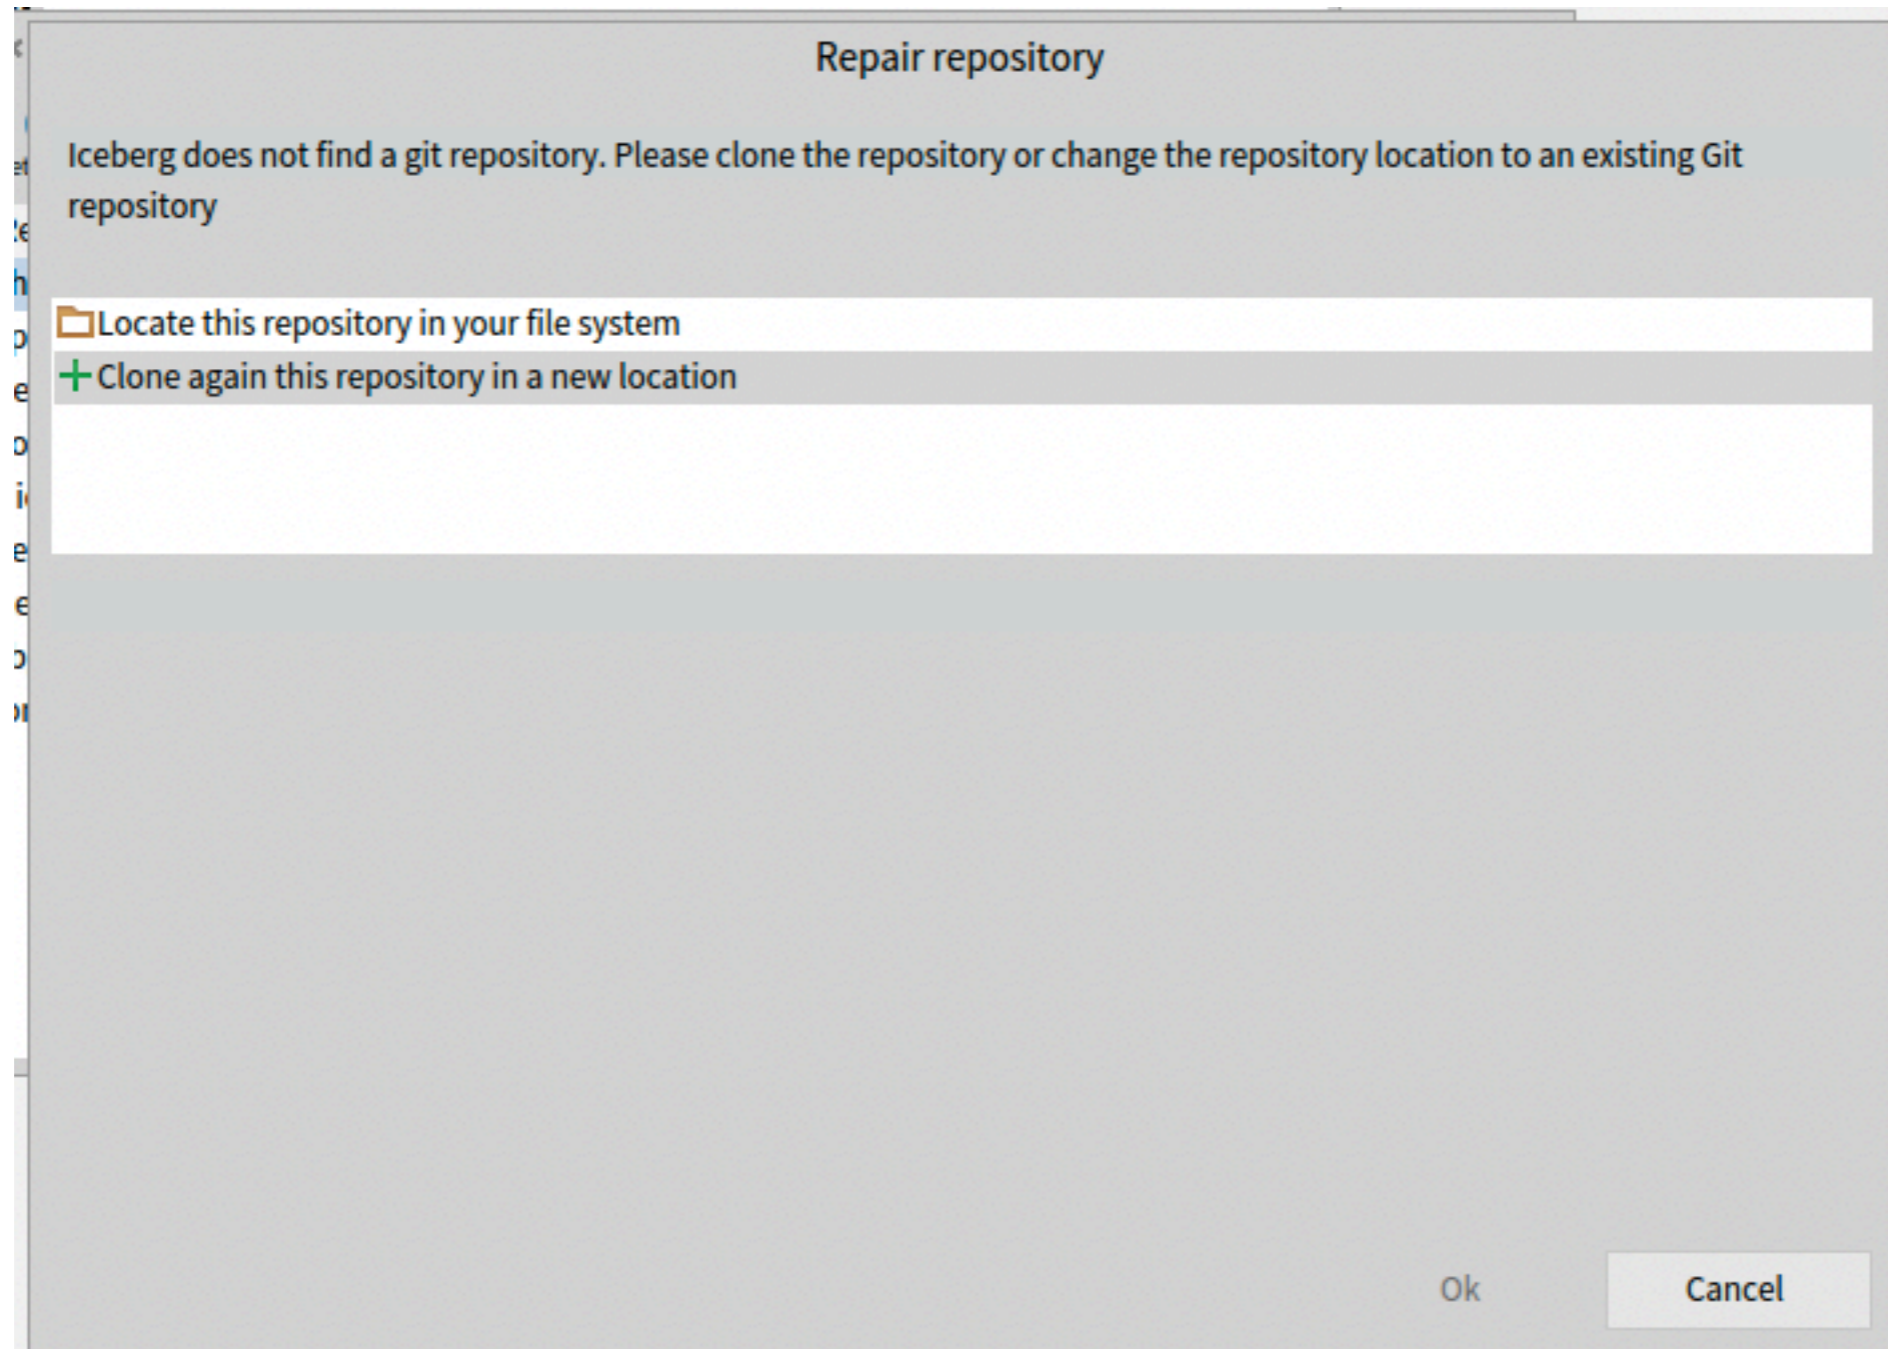 Repair repository
Iceberg does not find a git repository. Please clone the repository or change the repository location to an existing Git
repository
Locate this repository in your file system
Clone again this repository in a new location
Ok
Cancel